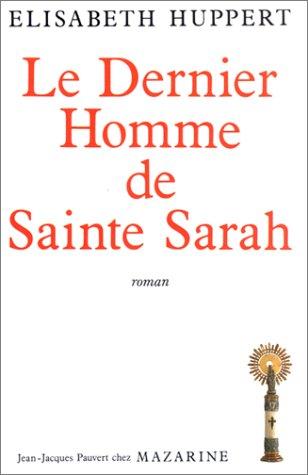 ELISABETH HUPPERT
Le Dernier
Homme
de
Sainte Sarah
roman
Jean-Jacques Pauvert chez MAZARINE